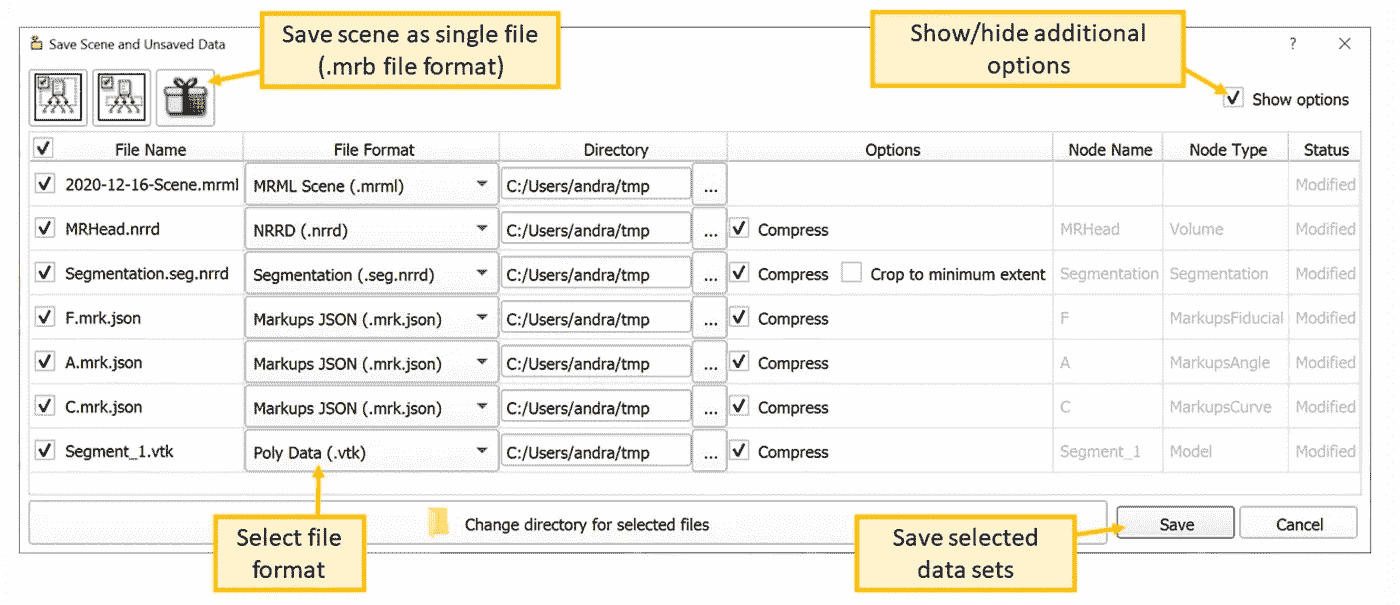 Save scene as single file
(.mrb file format)
Show/hide additional
options
Save Scene and Unsaved Data
?
Show options
File Name File Format Directory Options Node Name Node Type Status
2020-12-16-Scene.mrml MRML Scene (.mrml) C:/Users/andra/tmp ... Modified
MRHead.nrrd NRRD (.nrrd) C:/Users/andra/tmp ... Compress MRHead Volume Modified
Segmentation.seg.nrrd Segmentation (.seg.nrrd) C:/Users/andra/tmp ... Compress Crop to minimum extent Segmentation Segmentation Modified
F.mrk.json Markups JSON (.mrk.json) C:/Users/andra/tmp ... Compress F MarkupsFiducial Modified
A.mrk.json Markups JSON (.mrk.json) C:/Users/andra/tmp ... Compress A MarkupsAngle Modified
C.mrk.json Markups JSON (.mrk.json) C:/Users/andra/tmp ... Compress C MarkupsCurve Modified
Segment_1.vtk Poly Data (.vtk) C:/Users/andra/tmp ... Compress Segment_1 Model Modified
Change directory for selected files Save Cancel
Select file
format
Save selected
data sets